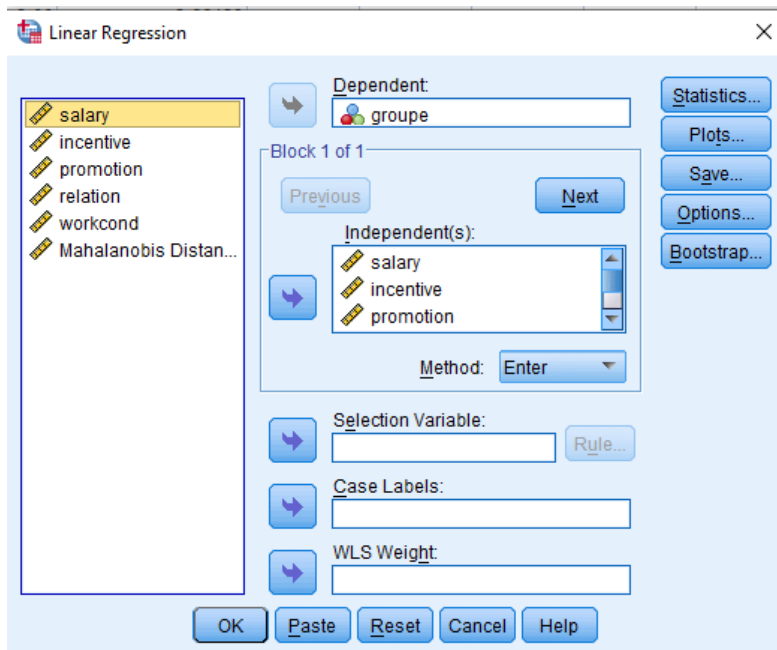 Linear Regression
salary
incentive
promotion
relation
workcond
Mahalanobis Distan...
Dependent:
groupe
Block 1 of 1
Previous
Next
Independent(s):
salary
incentive
promotion
Method: Enter
Selection Variable:
Rule...
Case Labels:
WLS Weight:
Statistics...
Plots...
Save...
Options...
Bootstrap...
OK Paste Reset Cancel Help